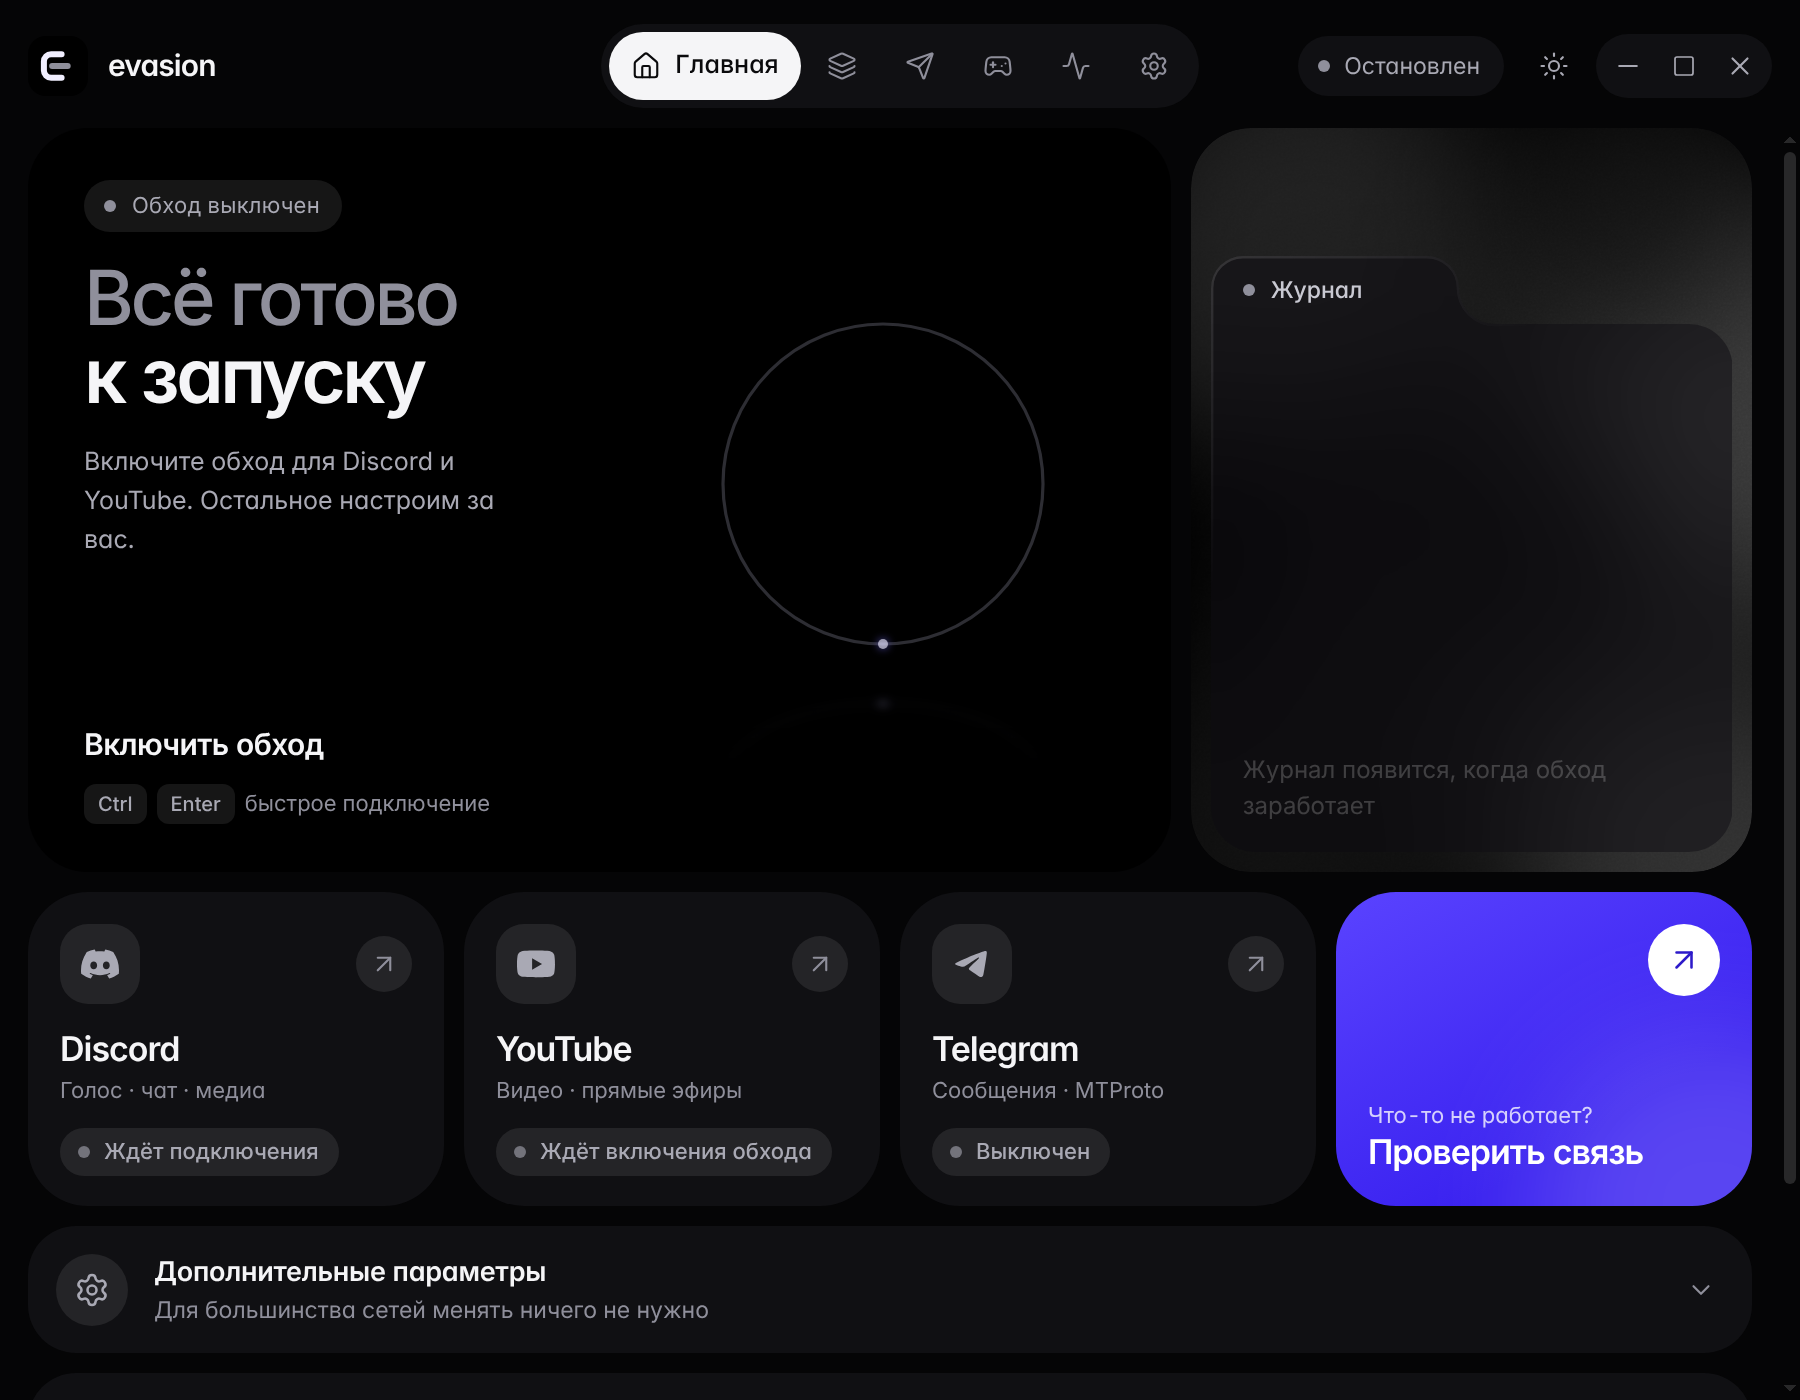 evasion
Главная
Остановлен
Обход выключен
Всё готово
к запуску
Включите обход для Discord и
YouTube. Остальное настроим за
вас.
Включить обход
Ctrl Enter быстрое подключение
Журнал
Журнал появится, когда обход
заработает
Discord
Голос · чат · медиа
Ждёт подключения
YouTube
Видео · прямые эфиры
Ждёт включения обхода
Telegram
Сообщения · MTProto
Выключен
Что-то не работает?
Проверить связь
Дополнительные параметры
Для большинства сетей менять ничего не нужно